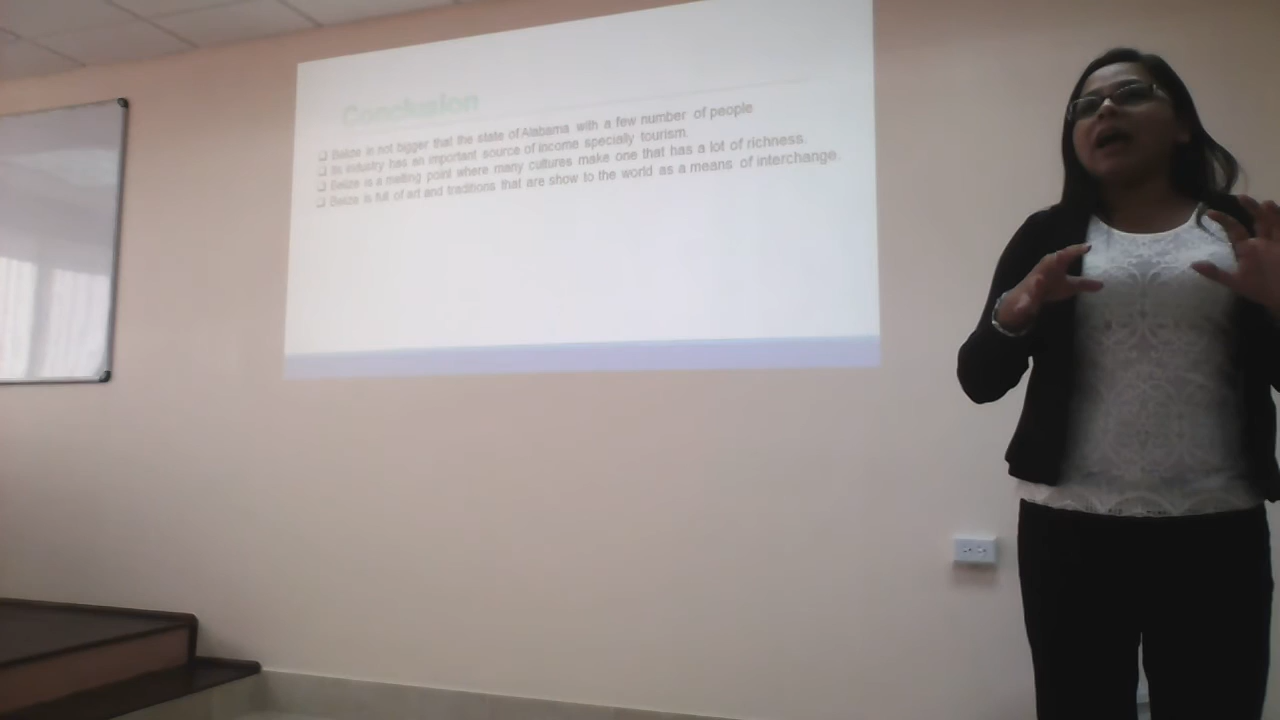 Conclusion
Belize in not bigger that the state of Alabama with a few number of people
Its industry has an important source of income specially tourism.
Belize is a melting point where many cultures make one that has a lot of richness.
Belize is full of art and traditions that are show to the world as a means of interchange.